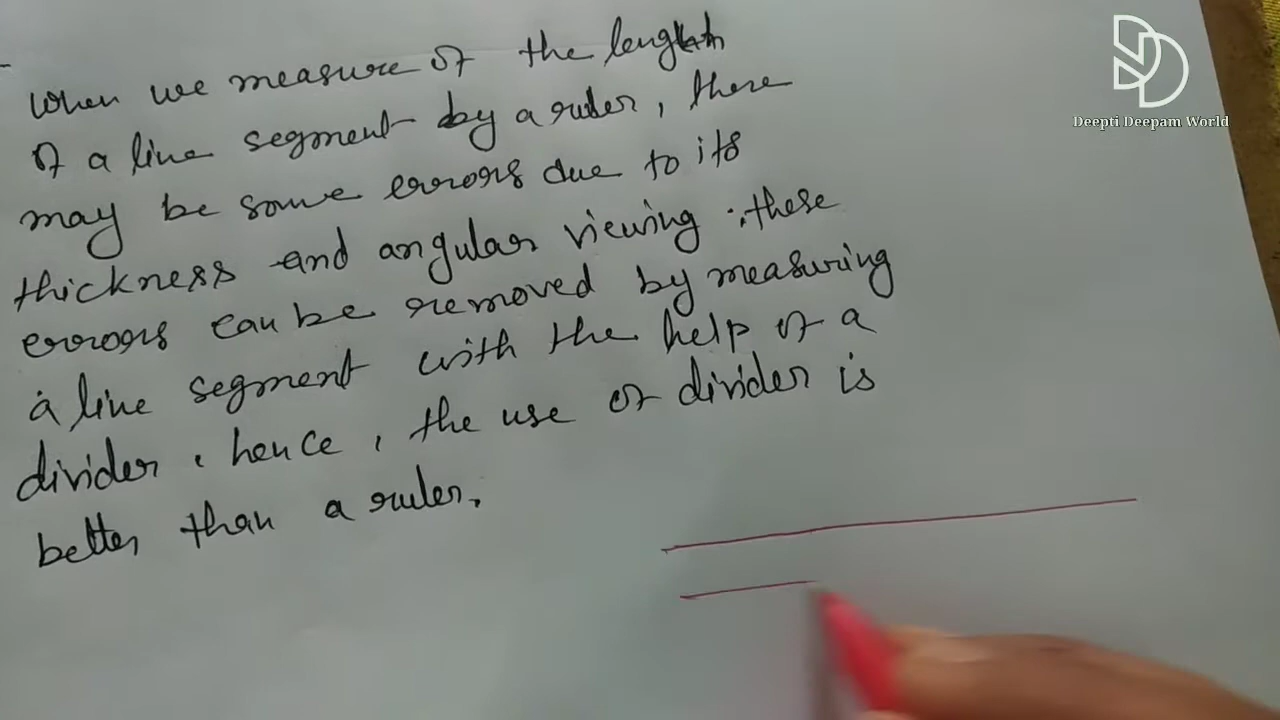 When we measure of the length
of a line segment by a ruler, there
may be some errors due to its
thickness and angular viewing. these
errors can be removed by measuring
a line segment with the help of a
divider, hence, the use of divider is
better than a ruler.
Deepti Deepam World